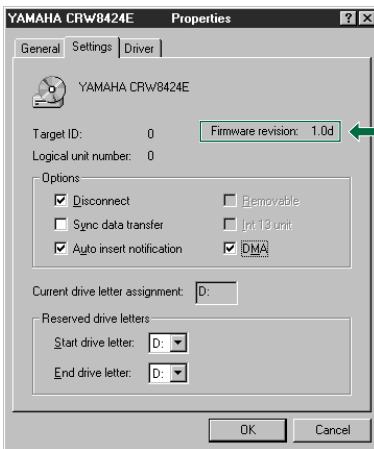 YAMAHA CRW8424E Properties
General Settings Driver
YAMAHA CRW8424E
Target ID: 0 Firmware revision: 1.0d
Logical unit number: 0
Options
Disconnect Removable
Sync data transfer Int 13 unit
Auto insert notification DMA
Current drive letter assignment: D:
Reserved drive letters
Start drive letter: D:
End drive letter: D:
OK Cancel